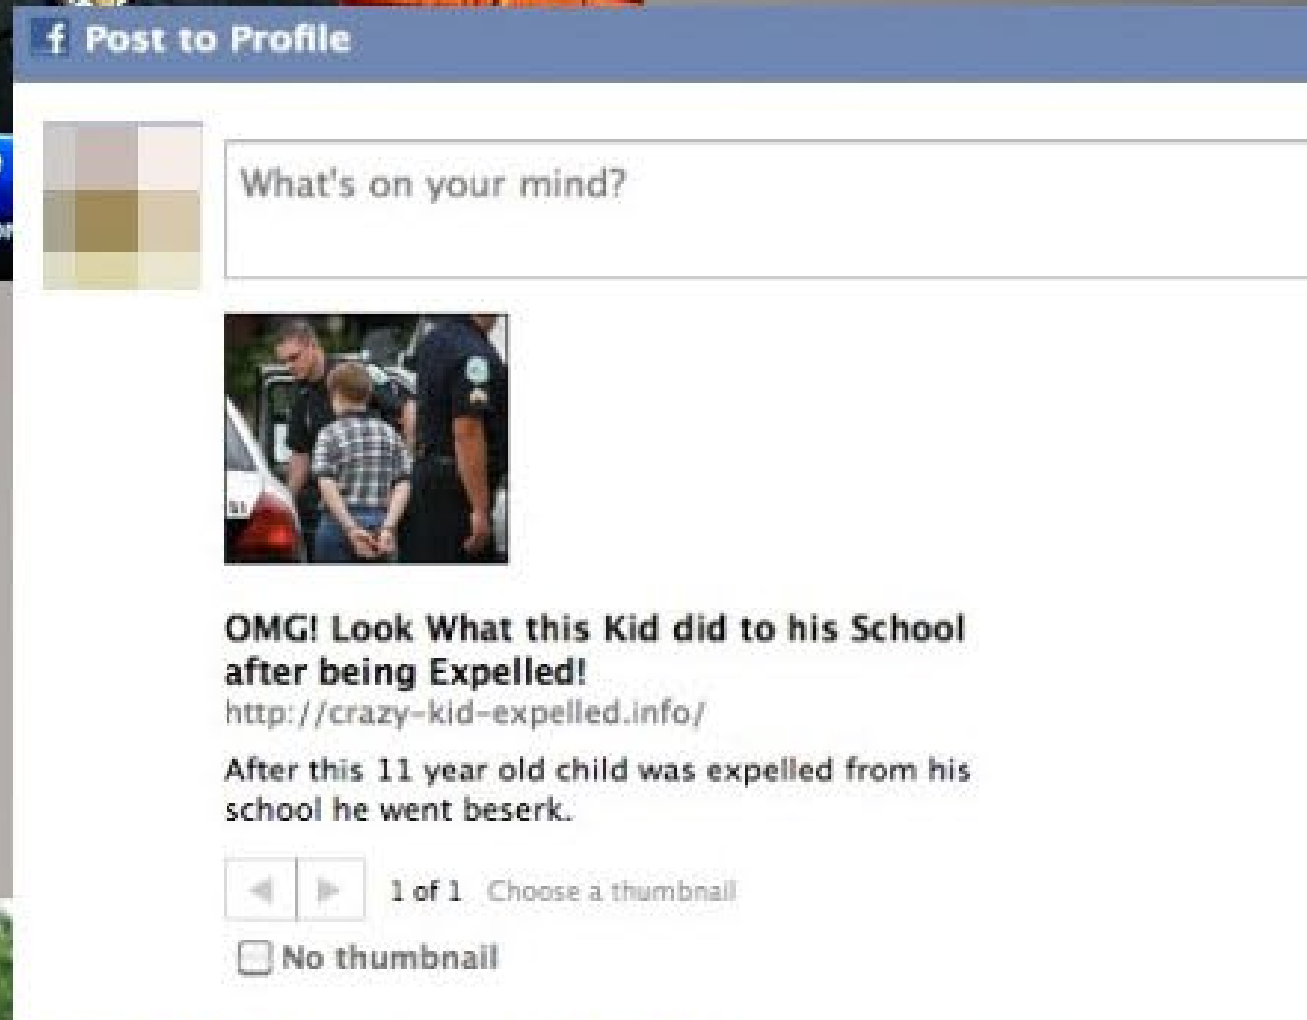 f Post to Profile
What's on your mind?
OMG! Look What this Kid did to his School
after being Expelled!
http://crazy-kid-expelled.info/
After this 11 year old child was expelled from his
school he went beserk.
1 of 1 Choose a thumbnail
No thumbnail